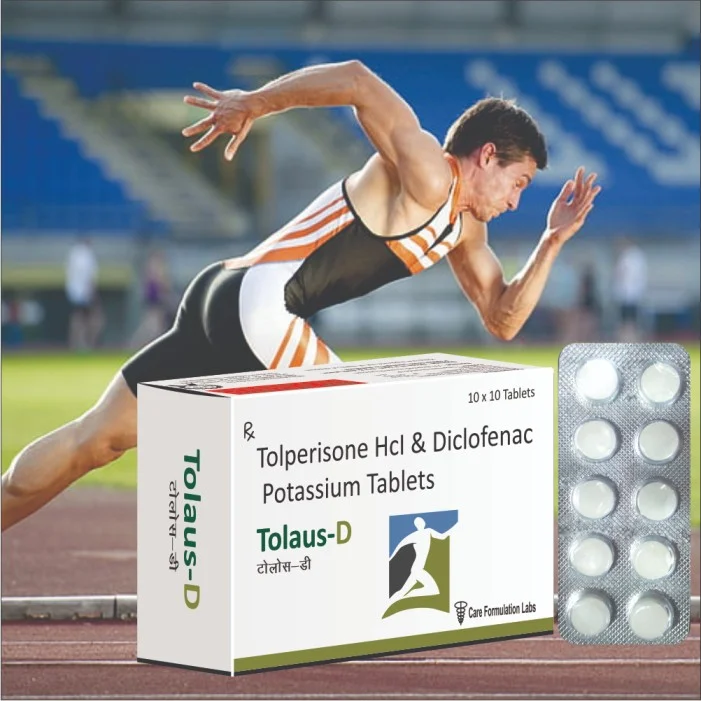 10 x 10 Tablets
℞
Tolperisone Hcl & Diclofenac
Potassium Tablets
Tolaus-D
टोलोस–डी
Care Formulation Labs
Tolaus-D
टोलोस–डी